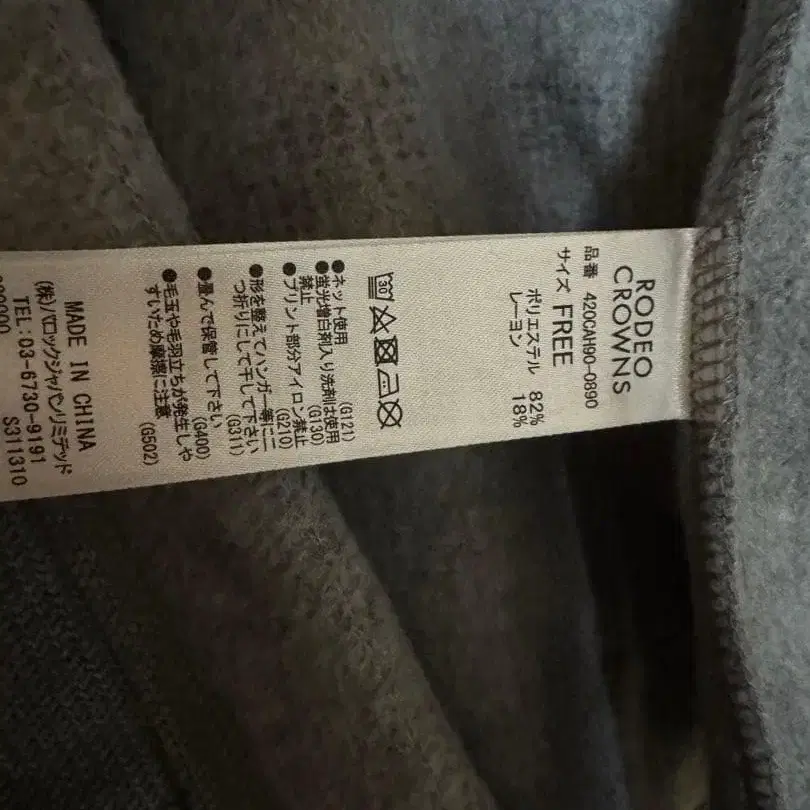 RODEO
CROWNS
品番 420CAH90-0890
サイズ FREE
ポリエステル 82%
レーヨン 18%
30
●ネット使用
(G121)
●蛍光増白剤入り洗剤は使用
禁止 (G130)
●プリント部分アイロン禁止
(G210)
●形を整えてハンガー等に二
つ折りにして干して下さい
(G311)
●畳んで保管して下さい
(G400)
●毛玉や毛羽立ちが発生しや
すいため摩擦に注意
(G502)
MADE IN CHINA
(株)バロックジャパンリミテッド
TEL:03-6730-9191
S311310